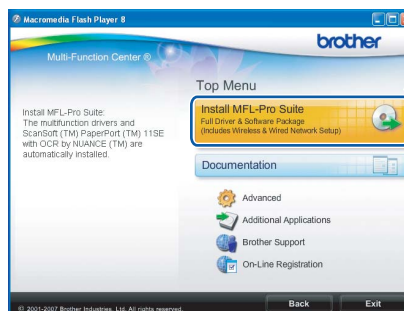 Macromedia Flash Player 8
brother
Multi-Function Center ®
Top Menu
Install MFL-Pro Suite:
The multifunction drivers and
ScanSoft (TM) PaperPort (TM) 11SE
with OCR by NUANCE (TM) are
automatically installed.
Install MFL-Pro Suite
Full Driver & Software Package
(Includes Wireless & Wired Network Setup)
Documentation
Advanced
Additional Applications
Brother Support
On-Line Registration
© 2001-2007 Brother Industries, Ltd. All rights reserved.
Back
Exit